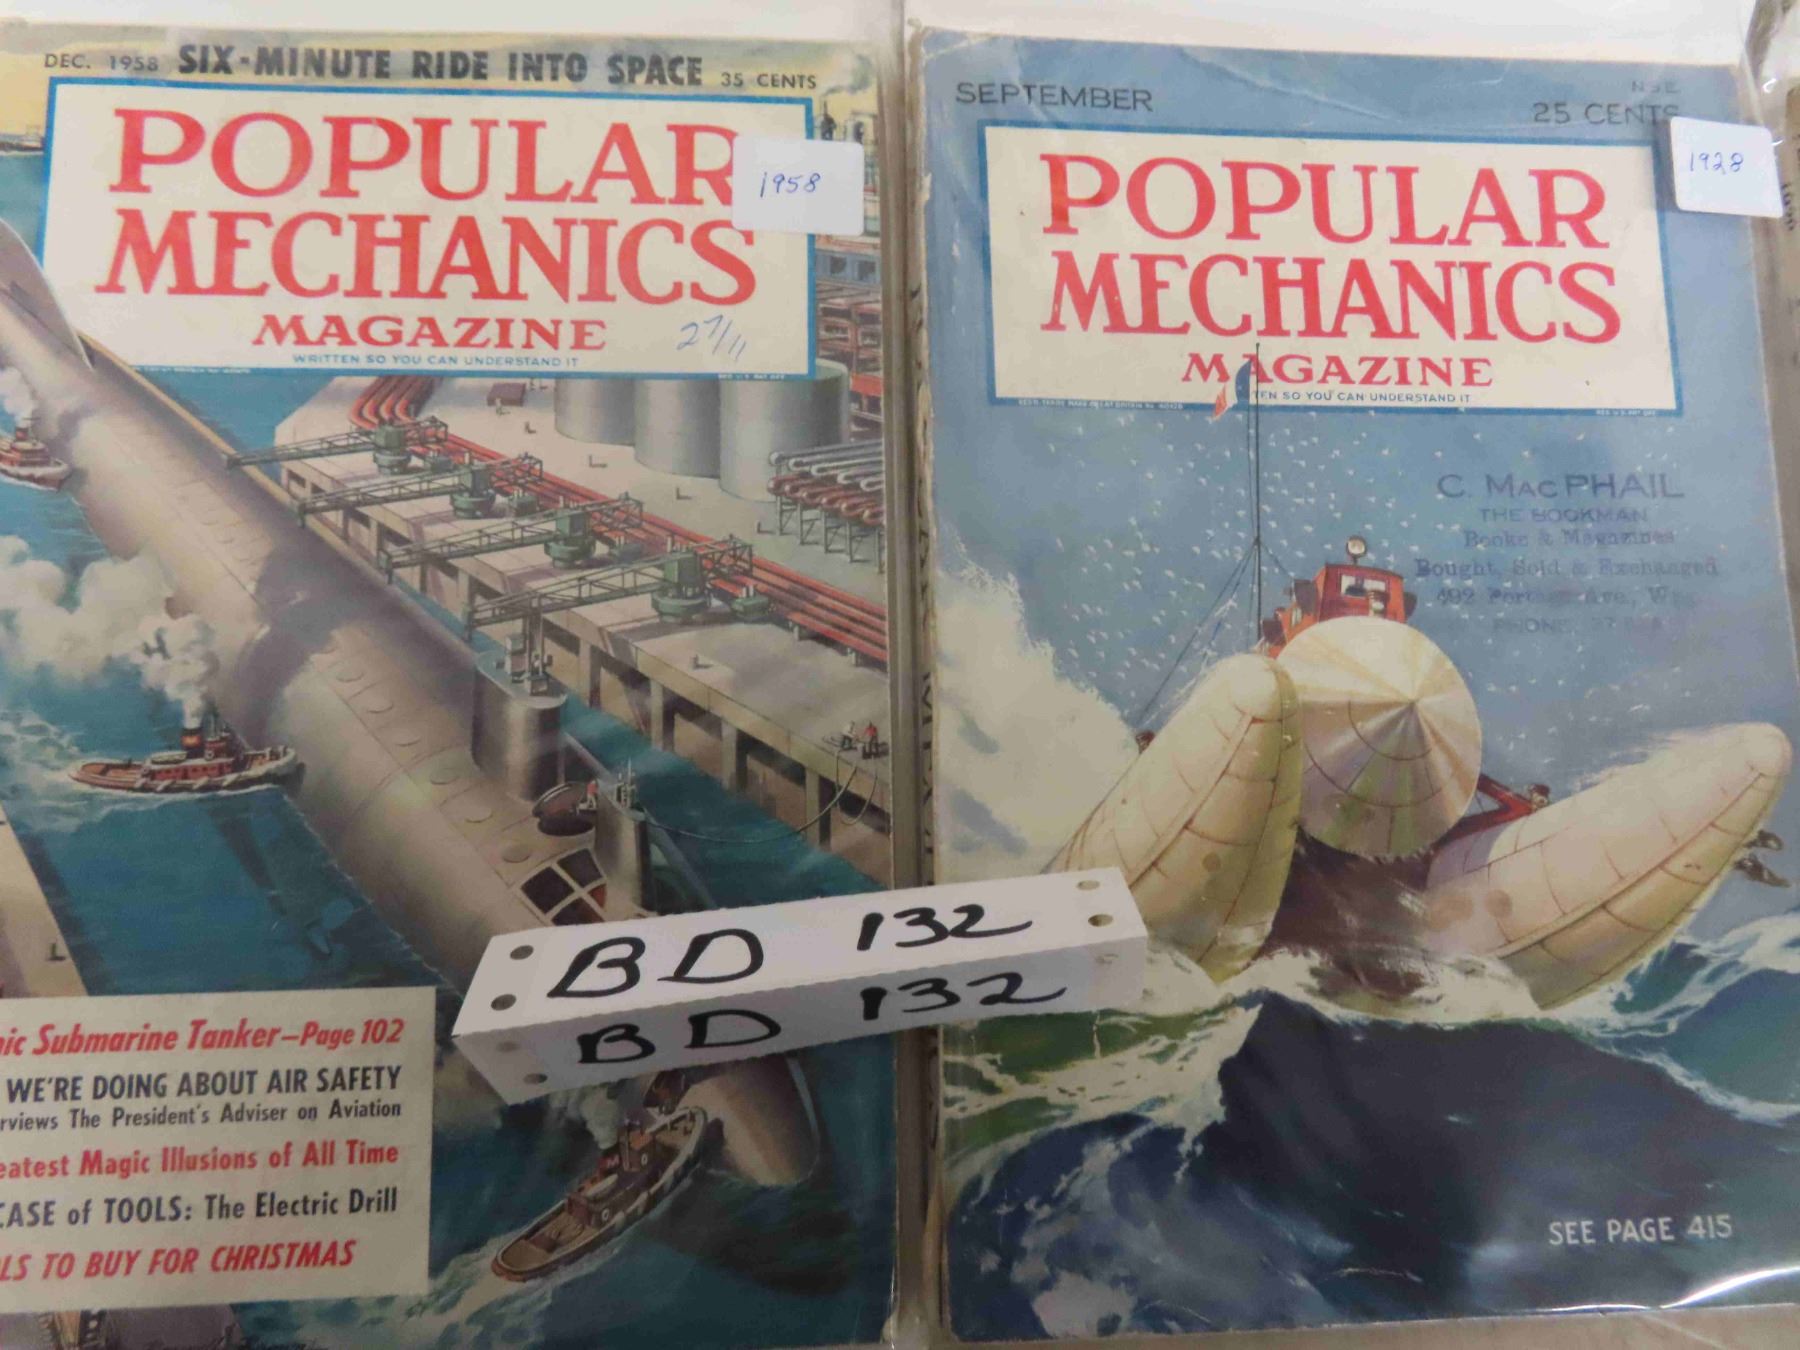 DEC. 1958 SIX-MINUTE RIDE INTO SPACE 35 CENTS
POPULAR
MECHANICS
MAGAZINE
WRITTEN SO YOU CAN UNDERSTAND IT
1958
27/11
Submarine Tanker—Page 102
WE'RE DOING ABOUT AIR SAFETY
The President's Adviser on Aviation
Magic Illusions of All Time
CASE of TOOLS: The Electric Drill
TO BUY FOR CHRISTMAS
BD 132
BD 132
SEPTEMBER
25 CENTS
1928
POPULAR
MECHANICS
MAGAZINE
SO YOU CAN UNDERSTAND IT
C. MACPHAIL
THE BOOKMAN
Books & Magazines
Bought, Sold & Exchanged
492 Ave,
PHONE
SEE PAGE 415